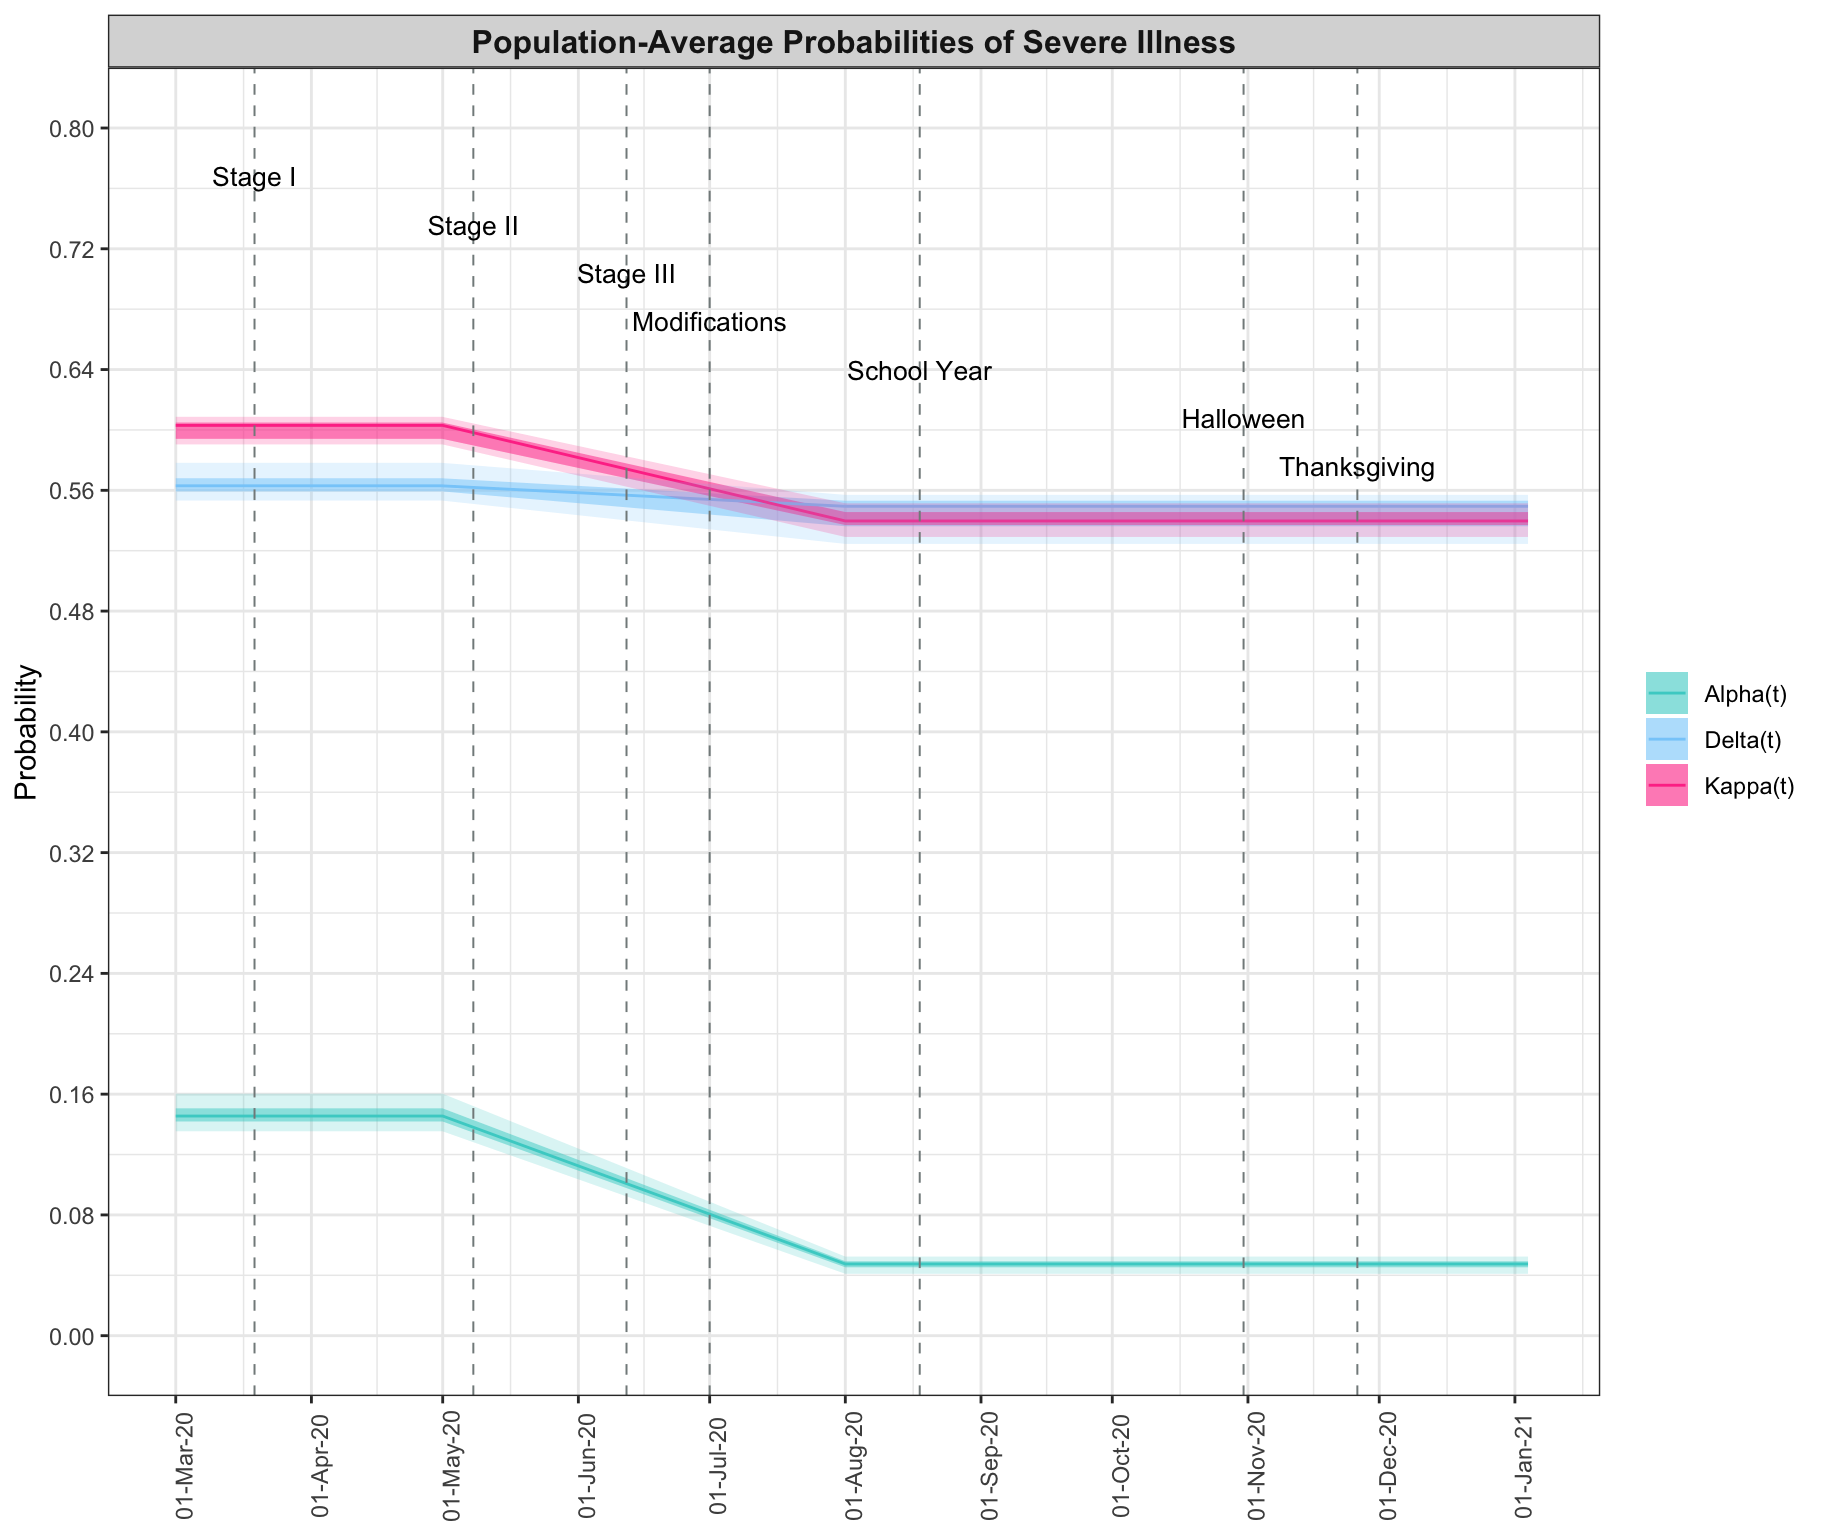 Population-Average Probabilities of Severe Illness
Probability
0.80
0.72
0.64
0.56
0.48
0.40
0.32
0.24
0.16
0.08
0.00
Stage I
Stage II
Stage III
Modifications
School Year
Halloween
Thanksgiving
01-Mar-20
01-Apr-20
01-May-20
01-Jun-20
01-Jul-20
01-Aug-20
01-Sep-20
01-Oct-20
01-Nov-20
01-Dec-20
01-Jan-21
Alpha(t)
Delta(t)
Kappa(t)